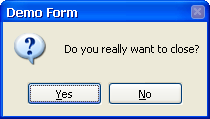 Demo Form
Do you really want to close?
Yes
No